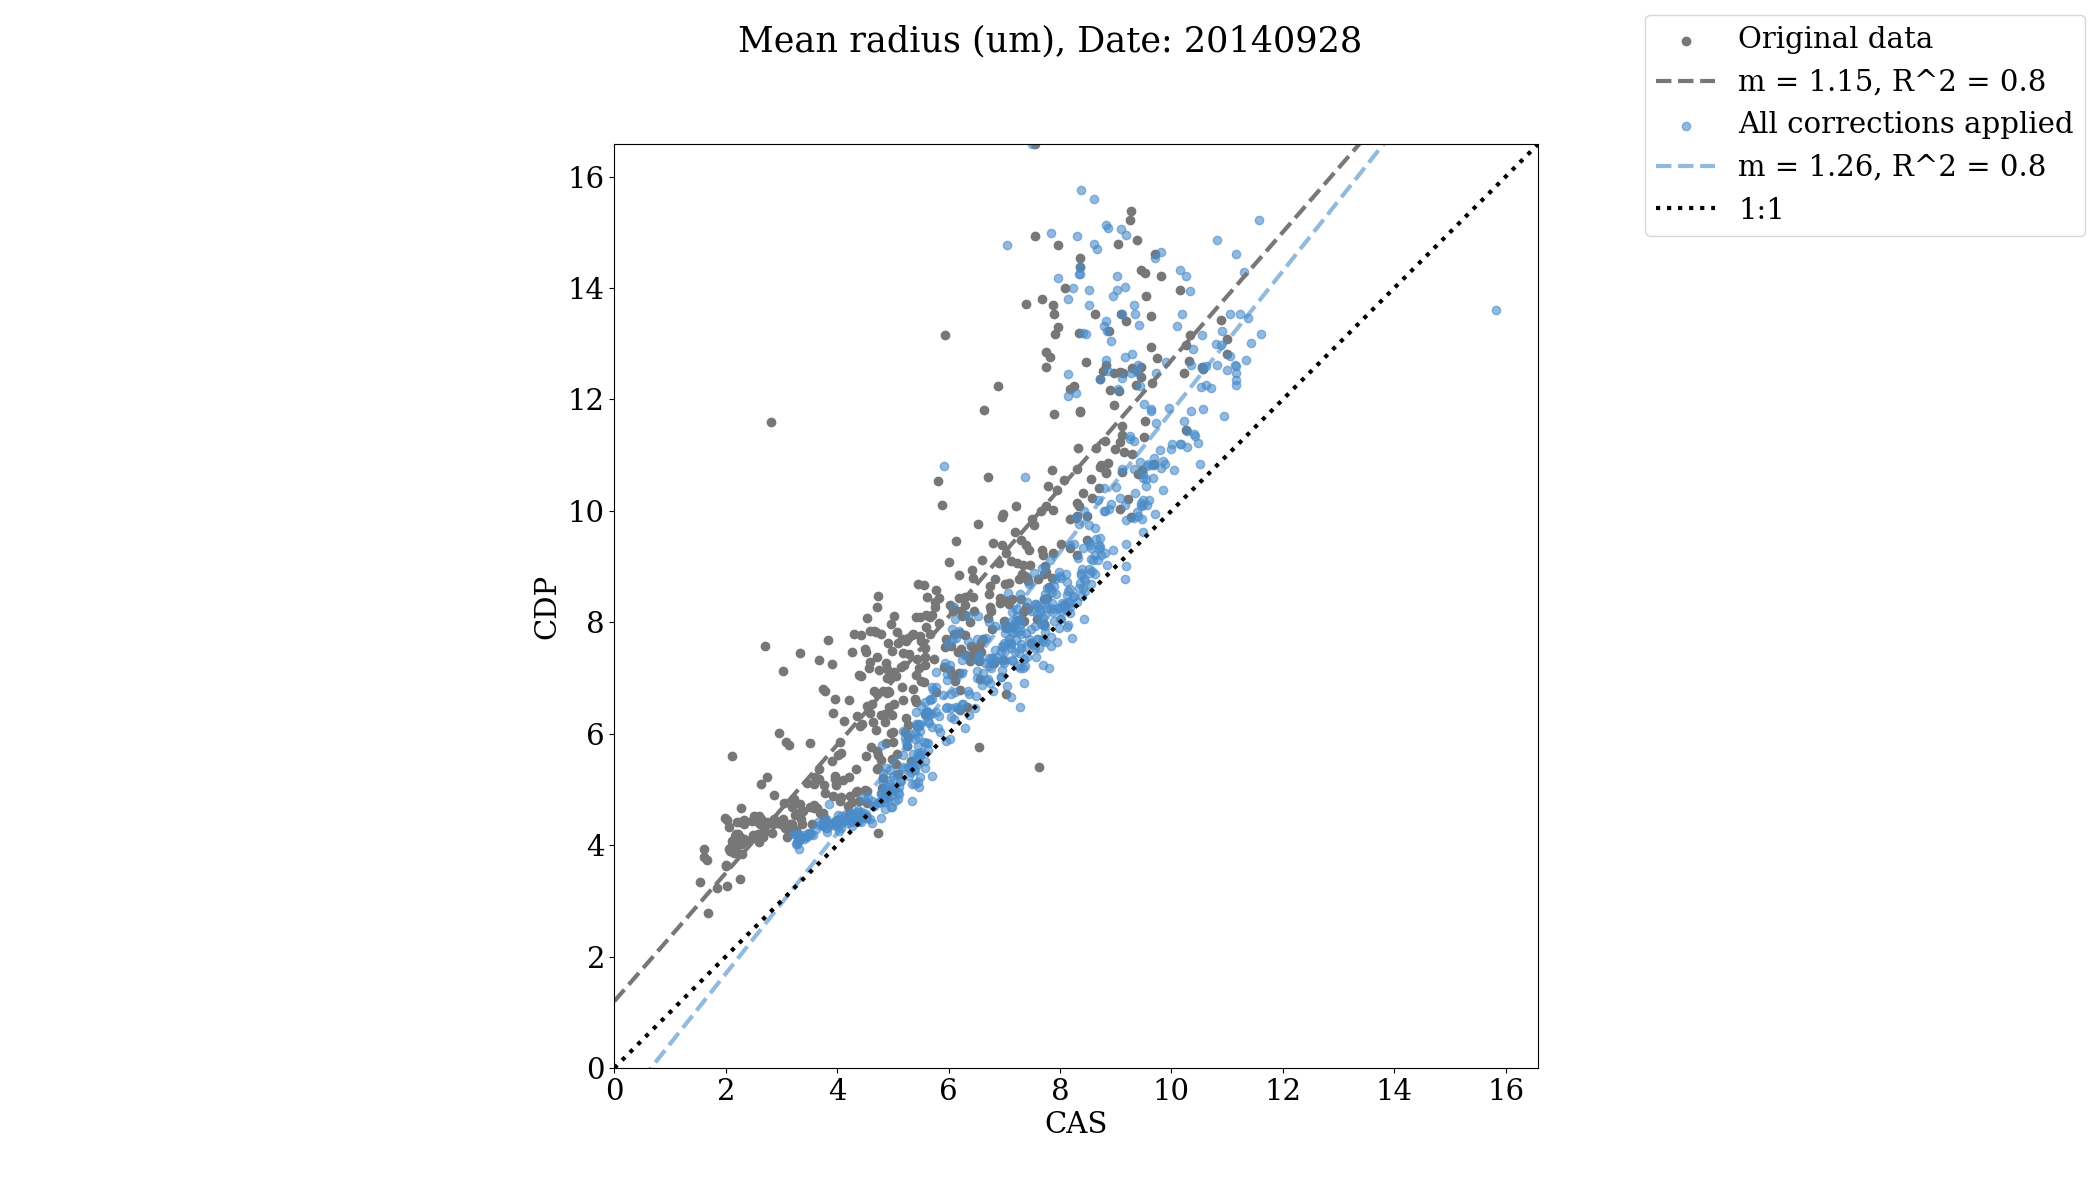 Mean radius (um), Date: 20140928
Original data
m = 1.15, R^2 = 0.8
All corrections applied
m = 1.26, R^2 = 0.8
1:1
16
14
12
10
8
6
4
2
0
CDP
0 2 4 6 8 10 12 14 16
CAS